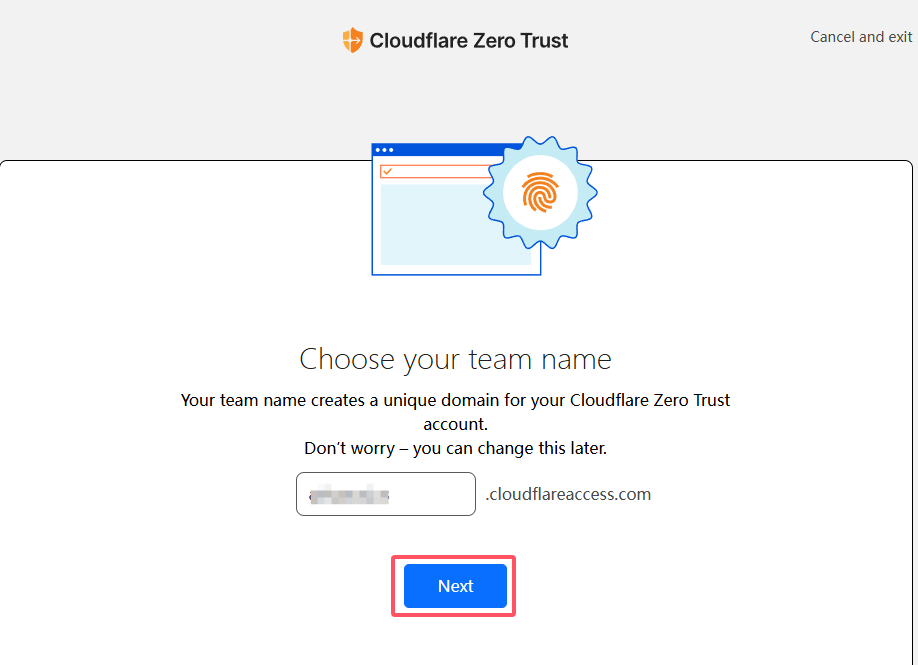 Cloudflare Zero Trust
Cancel and exit
Choose your team name
Your team name creates a unique domain for your Cloudflare Zero Trust
account.
Don't worry – you can change this later.
.cloudflareaccess.com
Next